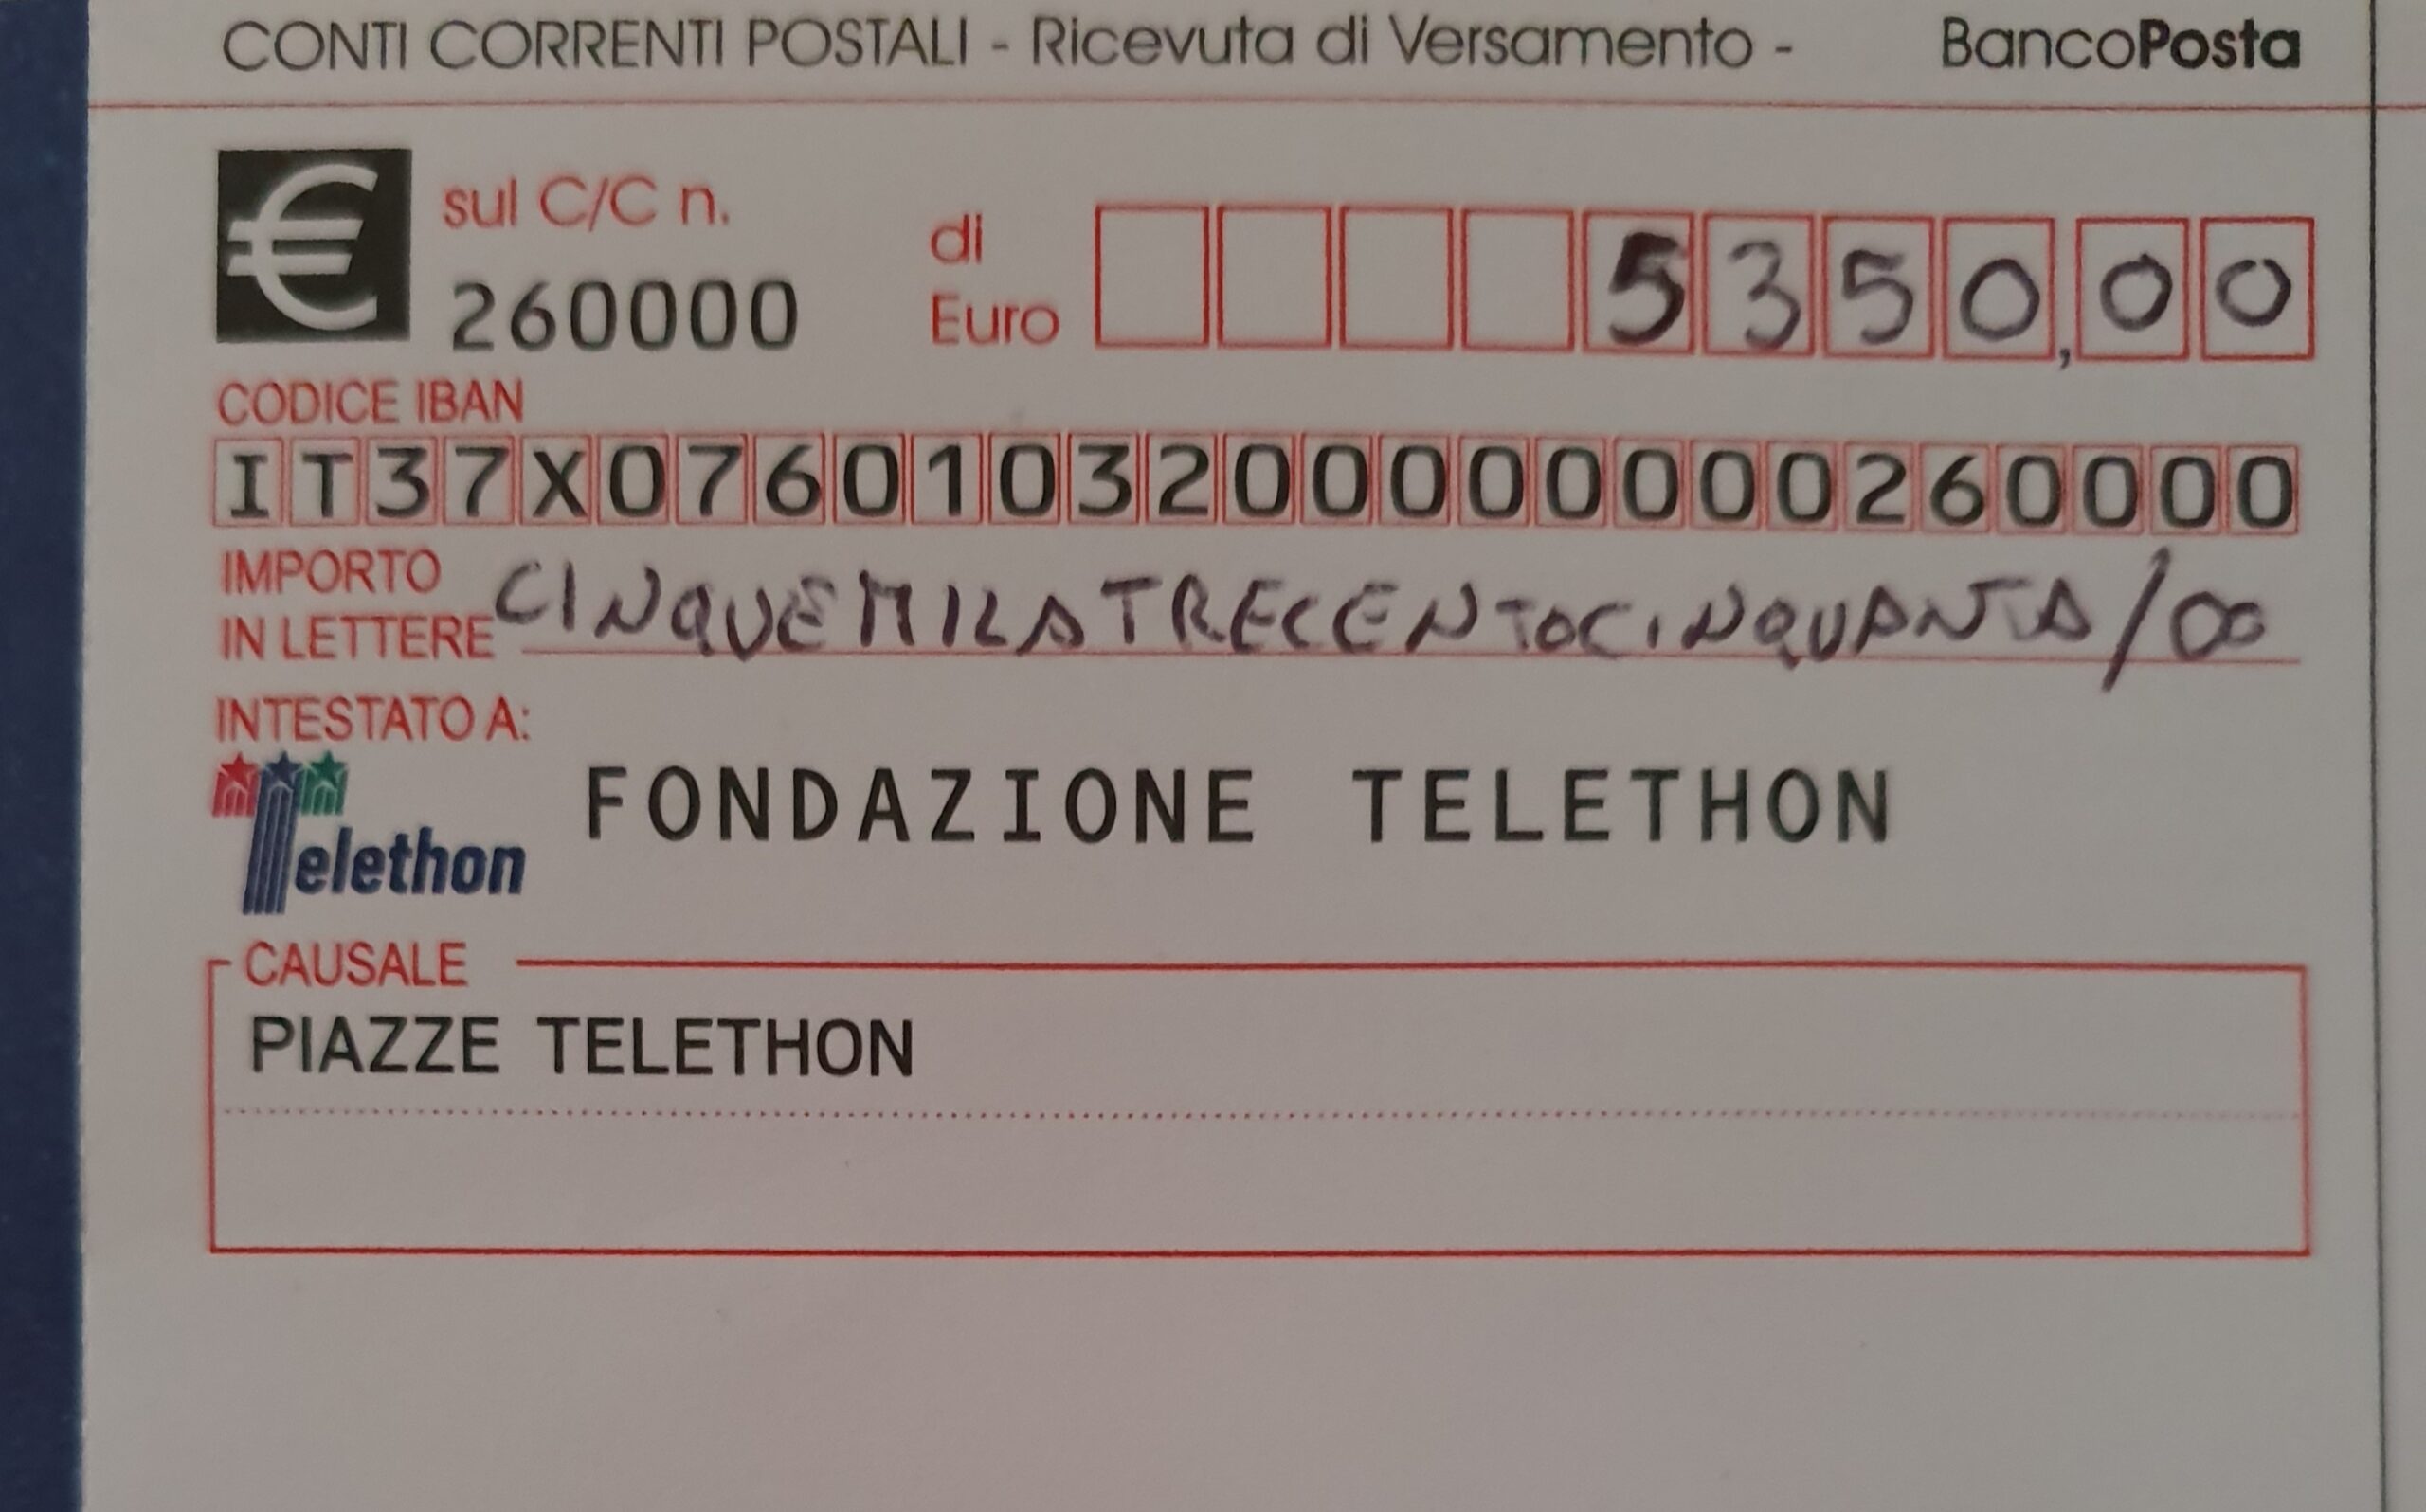 CONTI CORRENTI POSTALI - Ricevuta di Versamento - BancoPosta
€ sul C/C n. 260000 di Euro 5350,00
CODICE IBAN
IT37X0760103200000000260000
IMPORTO IN LETTERE CINQUEMILATRECENTOCINQUANTA/00
INTESTATO A:
Telethon FONDAZIONE TELETHON
CAUSALE
PIAZZE TELETHON